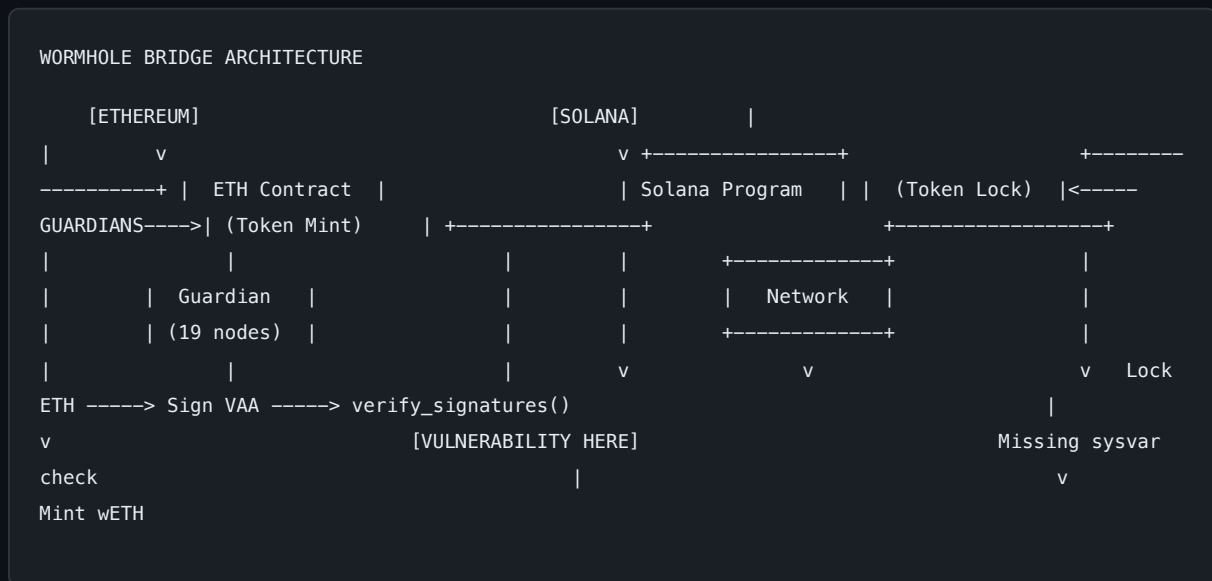 WORMHOLE BRIDGE ARCHITECTURE
    [ETHEREUM]                              [SOLANA]         |
|         v                                      v +----------------+                    +--------
----------+ |  ETH Contract  |                    | Solana Program   | |  (Token Lock)  |<-----
GUARDIANS---->| (Token Mint)     | +----------------+                    +-----------------+
|               |                       |         |        +-------------+                |
|        |  Guardian   |                |         |        |   Network   |                |
|        | (19 nodes)  |                |         |        +-------------+                |
|               |                       |         v               v                       v   Lock
ETH -----> Sign VAA -----> verify_signatures()                                         |
v                               [VULNERABILITY HERE]                              Missing sysvar
check                                         |                                        v
Mint wETH